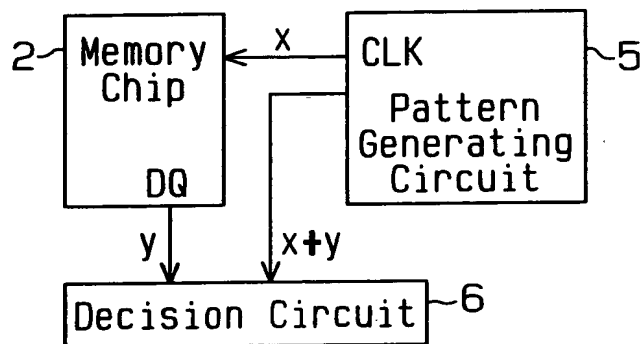 2
Memory
Chip
DQ
x
CLK
Pattern
Generating
Circuit
5
y
x+y
Decision Circuit
6